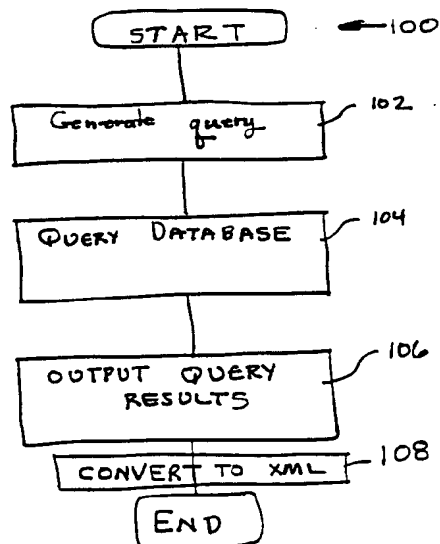 START
100
Generate query
102
QUERY DATABASE
104
OUTPUT QUERY
RESULTS
106
CONVERT TO XML
108
END